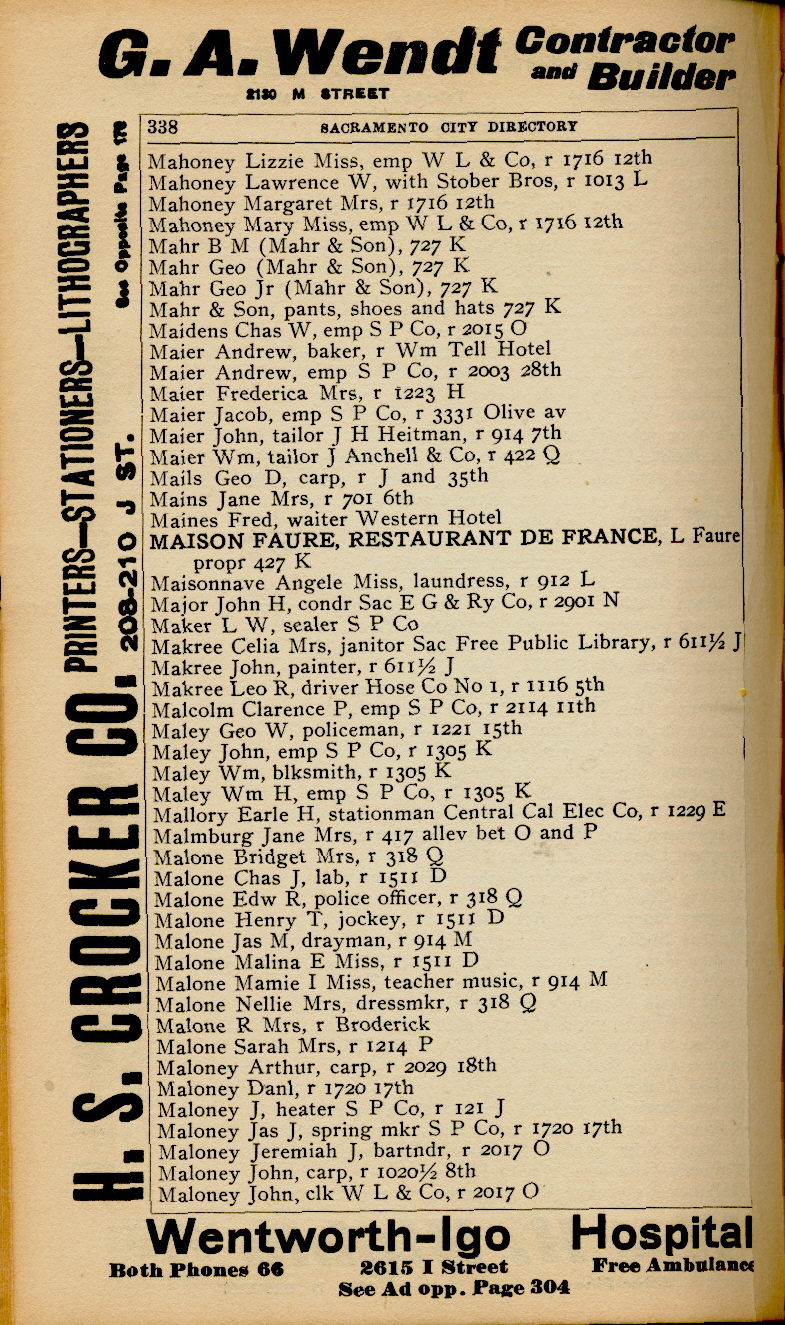 G. A. Wendt Contractor and Builder
2130 M STREET
H. S. CROCKER CO. PRINTERS—STATIONERS—LITHOGRAPHERS
208-210 J ST. See Opposite Page 178
338 SACRAMENTO CITY DIRECTORY
Mahoney Lizzie Miss, emp W L & Co, r 1716 12th
Mahoney Lawrence W, with Stober Bros, r 1013 L
Mahoney Margaret Mrs, r 1716 12th
Mahoney Mary Miss, emp W L & Co, r 1716 12th
Mahr B M (Mahr & Son), 727 K
Mahr Geo (Mahr & Son), 727 K
Mahr Geo Jr (Mahr & Son), 727 K
Mahr & Son, pants, shoes and hats 727 K
Maidens Chas W, emp S P Co, r 2015 O
Maier Andrew, baker, r Wm Tell Hotel
Maier Andrew, emp S P Co, r 2003 28th
Maier Frederica Mrs, r 1223 H
Maier Jacob, emp S P Co, r 3331 Olive av
Maier John, tailor J H Heitman, r 914 7th
Maier Wm, tailor J Anchell & Co, r 422 Q
Mails Geo D, carp, r J and 35th
Mains Jane Mrs, r 701 6th
Maines Fred, waiter Western Hotel
MAISON FAURE, RESTAURANT DE FRANCE, L Faure
propr 427 K
Maisonnave Angele Miss, laundress, r 912 L
Major John H, condr Sac E G & Ry Co, r 2901 N
Maker L W, sealer S P Co
Makree Celia Mrs, janitor Sac Free Public Library, r 611½ J
Makree John, painter, r 611½ J
Makree Leo R, driver Hose Co No 1, r 1116 5th
Malcolm Clarence P, emp S P Co, r 2114 11th
Maley Geo W, policeman, r 1221 15th
Maley John, emp S P Co, r 1305 K
Maley Wm, blksmith, r 1305 K
Maley Wm H, emp S P Co, r 1305 K
Mallory Earle H, stationman Central Cal Elec Co, r 1229 E
Malmburg Jane Mrs, r 417 allev bet O and P
Malone Bridget Mrs, r 318 Q
Malone Chas J, lab, r 1511 D
Malone Edw R, police officer, r 318 Q
Malone Henry T, jockey, r 1511 D
Malone Jas M, drayman, r 914 M
Malone Malina E Miss, r 1511 D
Malone Mamie I Miss, teacher music, r 914 M
Malone Nellie Mrs, dressmkr, r 318 Q
Malone R Mrs, r Broderick
Malone Sarah Mrs, r 1214 P
Maloney Arthur, carp, r 2029 18th
Maloney Danl, r 1720 17th
Maloney J, heater S P Co, r 121 J
Maloney Jas J, spring mkr S P Co, r 1720 17th
Maloney Jeremiah J, bartndr, r 2017 O
Maloney John, carp, r 1020½ 8th
Maloney John, clk W L & Co, r 2017 O
Wentworth-Igo Hospital
Both Phones 66 2615 I Street Free Ambulance
See Ad opp. Page 304